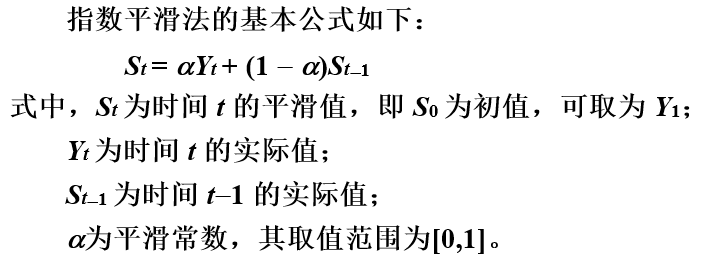 指数平滑法的基本公式如下：
St = αYt + (1 – α)St–1
式中，St 为时间 t 的平滑值，即 S0 为初值，可取为 Y1；
Yt 为时间 t 的实际值；
St–1 为时间 t–1 的实际值；
α为平滑常数，其取值范围为[0,1]。